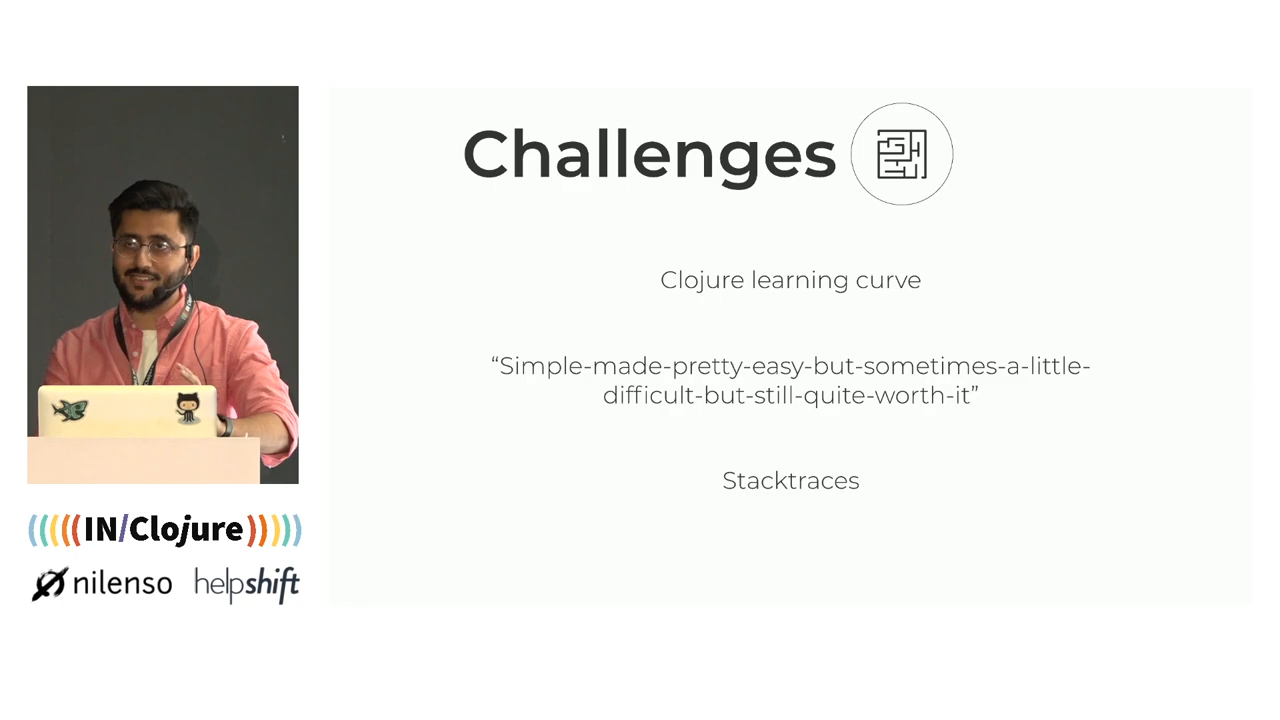 Challenges
Clojure learning curve
“Simple-made-pretty-easy-but-sometimes-a-little-
difficult-but-still-quite-worth-it”
Stacktraces
(((((IN/Clojure)))))
nilenso
helpshift